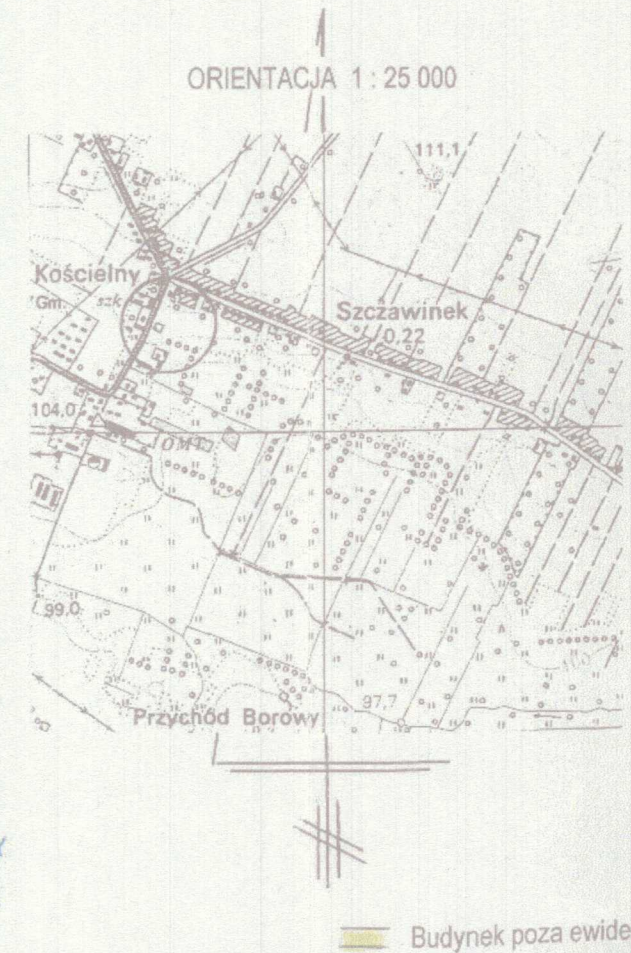 ORIENTACJA 1 : 25 000
111,1
Kościelny
Gm. szk
Szczawinek
0.22
104,0
99,0
97,7
Przychód Borowy
Budynek poza ewide